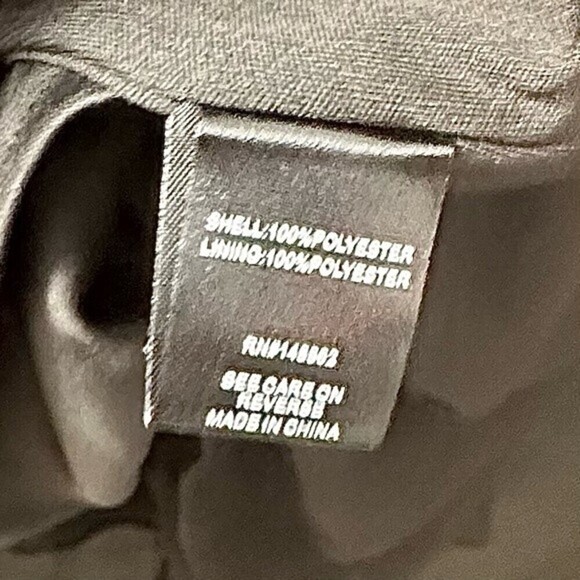 SHELL:100%POLYESTER
LINING:100%POLYESTER
SEE CARE ON
REVERSE
MADE IN CHINA